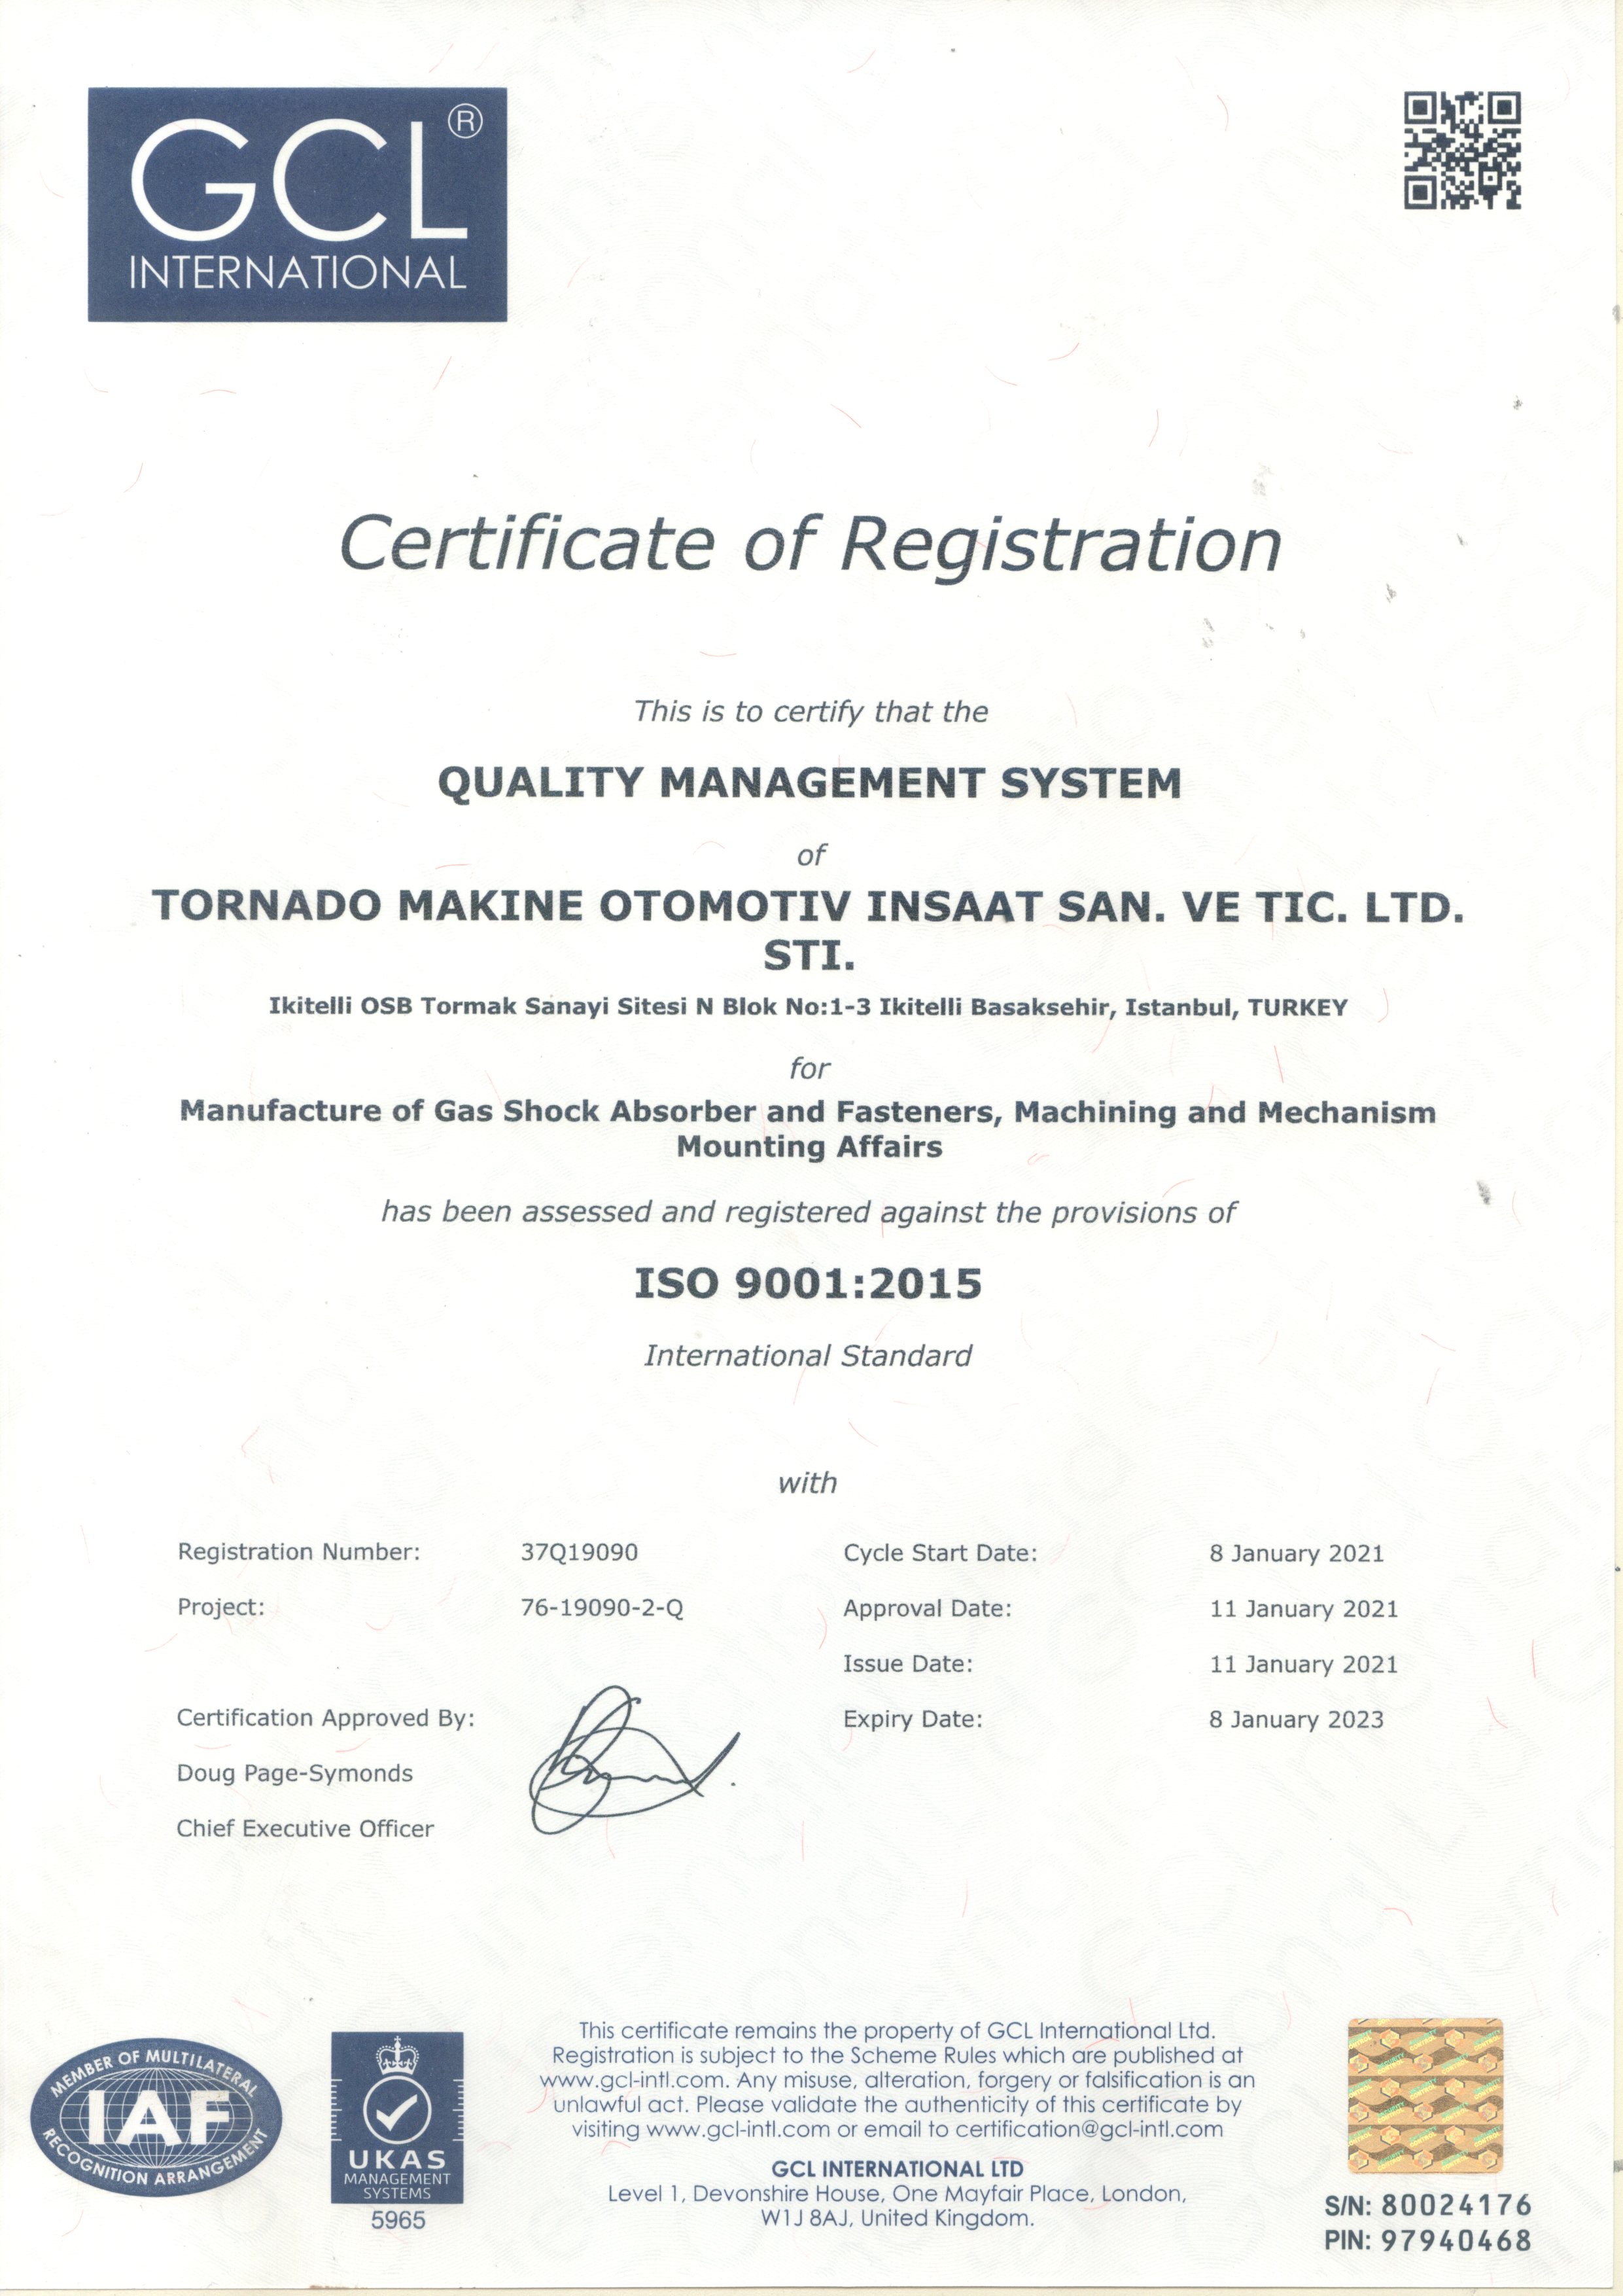 GCL®
INTERNATIONAL
Certificate of Registration
This is to certify that the
QUALITY MANAGEMENT SYSTEM
of
TORNADO MAKINE OTOMOTIV INSAAT SAN. VE TIC. LTD.
STI.
Ikitelli OSB Tormak Sanayi Sitesi N Blok No:1-3 Ikitelli Basaksehir, Istanbul, TURKEY
for
Manufacture of Gas Shock Absorber and Fasteners, Machining and Mechanism
Mounting Affairs
has been assessed and registered against the provisions of
ISO 9001:2015
International Standard
with
Registration Number: 37Q19090 Cycle Start Date: 8 January 2021
Project: 76-19090-2-Q Approval Date: 11 January 2021
Issue Date: 11 January 2021
Certification Approved By: Expiry Date: 8 January 2023
Doug Page-Symonds
Chief Executive Officer
MEMBER OF MULTILATERAL
IAF
RECOGNITION ARRANGEMENT
UKAS
MANAGEMENT
SYSTEMS
5965
This certificate remains the property of GCL International Ltd.
Registration is subject to the Scheme Rules which are published at
www.gcl-intl.com. Any misuse, alteration, forgery or falsification is an
unlawful act. Please validate the authenticity of this certificate by
visiting www.gcl-intl.com or email to certification@gcl-intl.com
GCL INTERNATIONAL LTD
Level 1, Devonshire House, One Mayfair Place, London,
W1J 8AJ, United Kingdom.
S/N: 80024176
PIN: 97940468